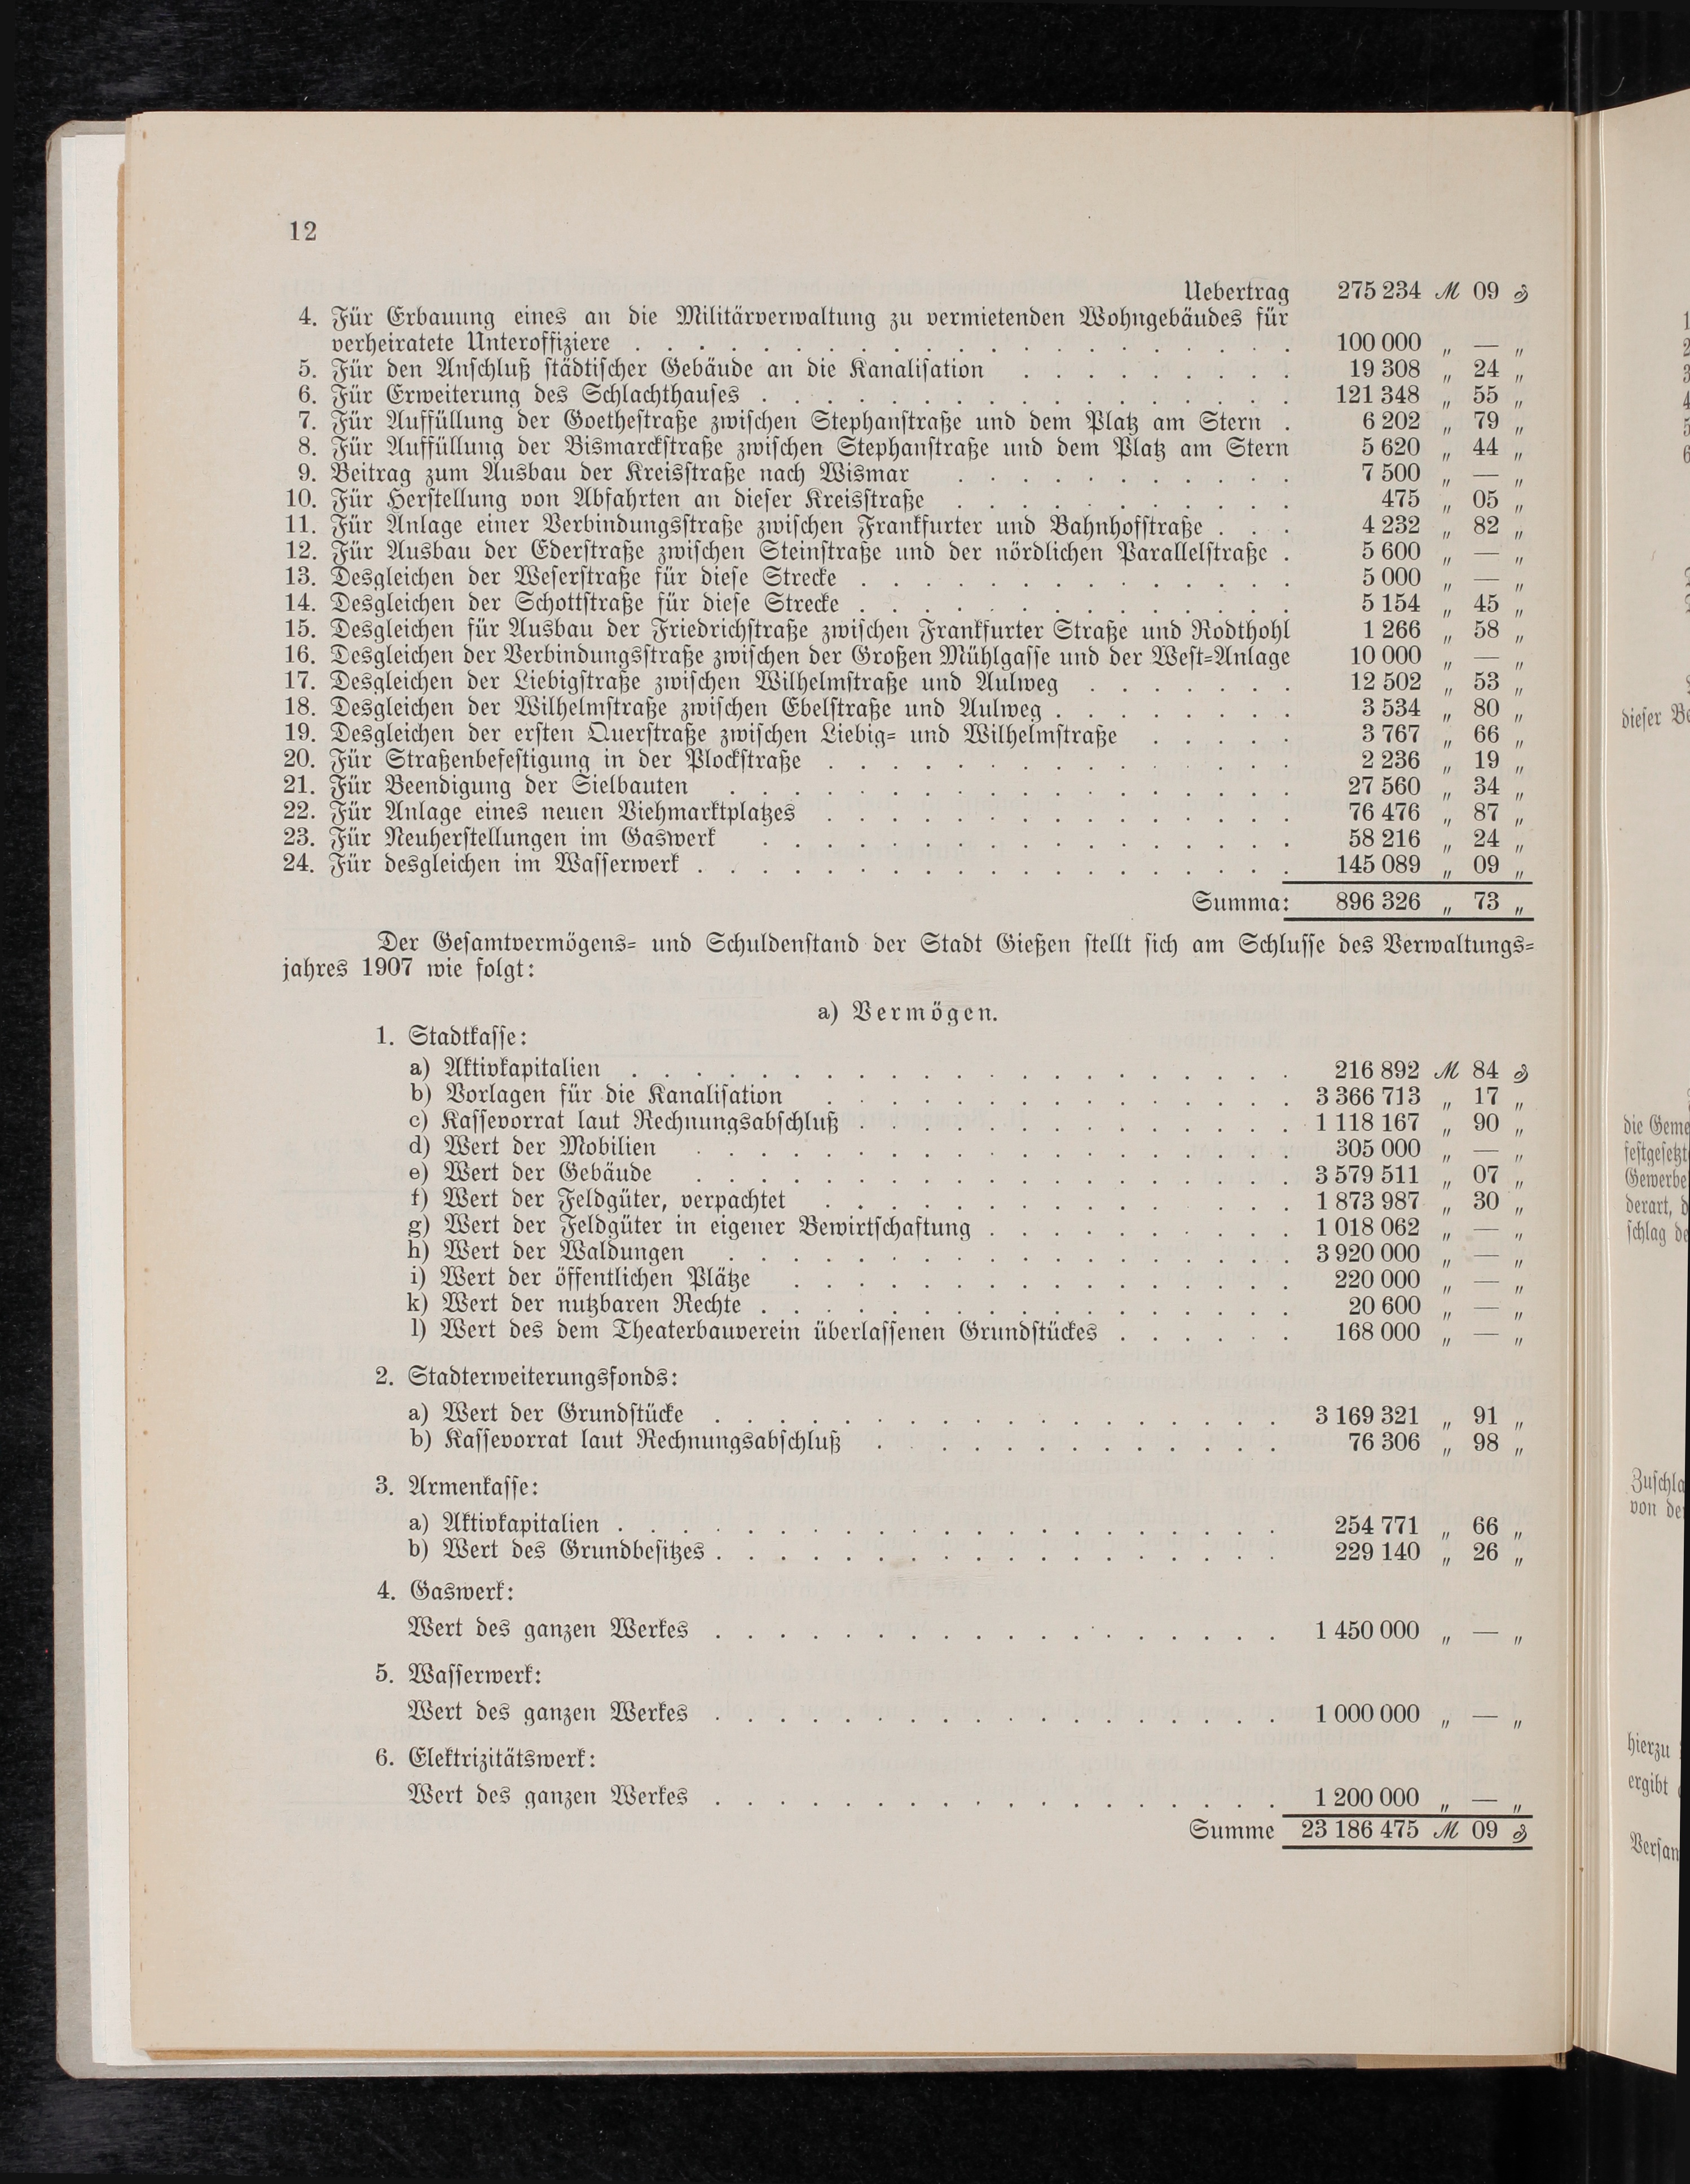 12
Uebertrag 275 234 ℳ 09 ₰
4. Für Erbauung eines an die Militärverwaltung zu vermietenden Wohngebäudes für
verheiratete Unteroffiziere . . . . . . . . . . 100 000 „ — „
5. Für den Anschluß städtischer Gebäude an die Kanalisation . . . . . 19 308 „ 24 „
6. Für Erweiterung des Schlachthauses . . . . . . . . . . 121 348 „ 55 „
7. Für Auffüllung der Goethestraße zwischen Stephanstraße und dem Platz am Stern . 6 202 „ 79 „
8. Für Auffüllung der Bismarckstraße zwischen Stephanstraße und dem Platz am Stern 5 620 „ 44 „
9. Beitrag zum Ausbau der Kreisstraße nach Wismar . . . . . 7 500 „ — „
10. Für Herstellung von Abfahrten an dieser Kreisstraße . . . . . 475 „ 05 „
11. Für Anlage einer Verbindungsstraße zwischen Frankfurter und Bahnhofstraße . . . 4 232 „ 82 „
12. Für Ausbau der Ederstraße zwischen Steinstraße und der nördlichen Parallelstraße . 5 600 „ — „
13. Desgleichen der Weserstraße für diese Strecke . . . . . 5 000 „ — „
14. Desgleichen der Schottstraße für diese Strecke . . . . . 5 154 „ 45 „
15. Desgleichen für Ausbau der Friedrichstraße zwischen Frankfurter Straße und Rodthohl 1 266 „ 58 „
16. Desgleichen der Verbindungsstraße zwischen der Großen Mühlgasse und der West-Anlage 10 000 „ — „
17. Desgleichen der Liebigstraße zwischen Wilhelmstraße und Aulweg . . . . . 12 502 „ 53 „
18. Desgleichen der Wilhelmstraße zwischen Ebelstraße und Aulweg . . . . . 3 534 „ 80 „
19. Desgleichen der ersten Querstraße zwischen Liebig- und Wilhelmstraße . . . . . 3 767 „ 66 „
20. Für Straßenbefestigung in der Plockstraße . . . . . 2 236 „ 19 „
21. Für Beendigung der Sielbauten . . . . . 27 560 „ 34 „
22. Für Anlage eines neuen Viehmarktplatzes . . . . . 76 476 „ 87 „
23. Für Neuherstellungen im Gaswerk . . . . . 58 216 „ 24 „
24. Für desgleichen im Wasserwerk . . . . . 145 089 „ 09 „
Summa: 896 326 „ 73 „
Der Gesamtvermögens- und Schuldenstand der Stadt Gießen stellt sich am Schlusse des Verwaltungs-
jahres 1907 wie folgt:
a) Vermögen.
1. Stadtkasse:
a) Aktivkapitalien . . . . . 216 892 ℳ 84 ₰
b) Vorlagen für die Kanalisation . . . . . 3 366 713 „ 17 „
c) Kassevorrat laut Rechnungsabschluß . . . . . 1 118 167 „ 90 „
d) Wert der Mobilien . . . . . 305 000 „ — „
e) Wert der Gebäude . . . . . 3 579 511 „ 07 „
f) Wert der Feldgüter, verpachtet . . . . . 1 873 987 „ 30 „
g) Wert der Feldgüter in eigener Bewirtschaftung . . . . . 1 018 062 „ — „
h) Wert der Waldungen . . . . . 3 920 000 „ — „
i) Wert der öffentlichen Plätze . . . . . 220 000 „ — „
k) Wert der nutzbaren Rechte . . . . . 20 600 „ — „
l) Wert des dem Theaterbauverein überlassenen Grundstückes . . . . . 168 000 „ — „
2. Stadterweiterungsfonds:
a) Wert der Grundstücke . . . . . 3 169 321 „ 91 „
b) Kassevorrat laut Rechnungsabschluß . . . . . 76 306 „ 98 „
3. Armenkasse:
a) Aktivkapitalien . . . . . 254 771 „ 66 „
b) Wert des Grundbesitzes . . . . . 229 140 „ 26 „
4. Gaswerk:
Wert des ganzen Werkes . . . . . 1 450 000 „ — „
5. Wasserwerk:
Wert des ganzen Werkes . . . . . 1 000 000 „ — „
6. Elektrizitätswerk:
Wert des ganzen Werkes . . . . . 1 200 000 „ — „
Summe 23 186 475 ℳ 09 ₰
dieser
die
derart,
schlag
von
hierzu
ergibt